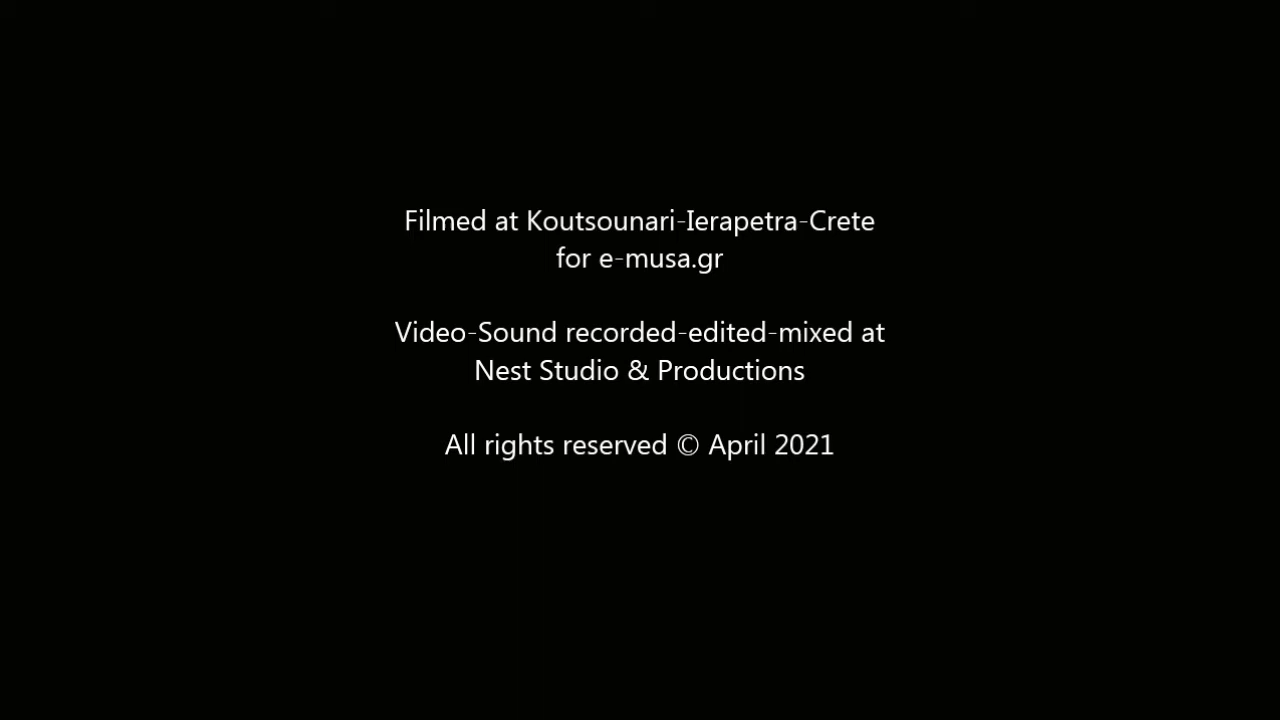 Filmed at Koutsounari-Ierapetra-Crete
for e-musa.gr
Video-Sound recorded-edited-mixed at
Nest Studio & Productions
All rights reserved © April 2021